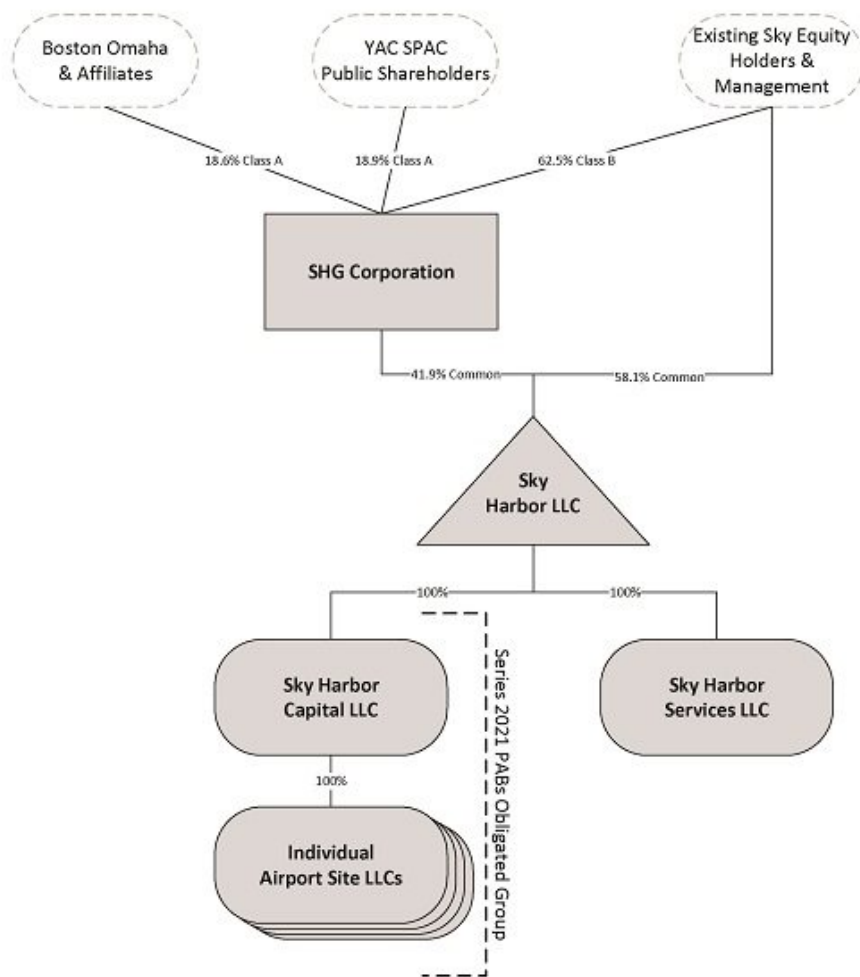 Boston Omaha
& Affiliates
YAC SPAC
Public Shareholders
Existing Sky Equity
Holders &
Management
18.6% Class A
18.9% Class A
62.5% Class B
SHG Corporation
41.9% Common
58.1% Common
Sky
Harbor LLC
100%
100%
Sky Harbor
Capital LLC
Sky Harbor
Services LLC
Series 2021 PABs Obligated Group
100%
Individual
Airport Site LLCs